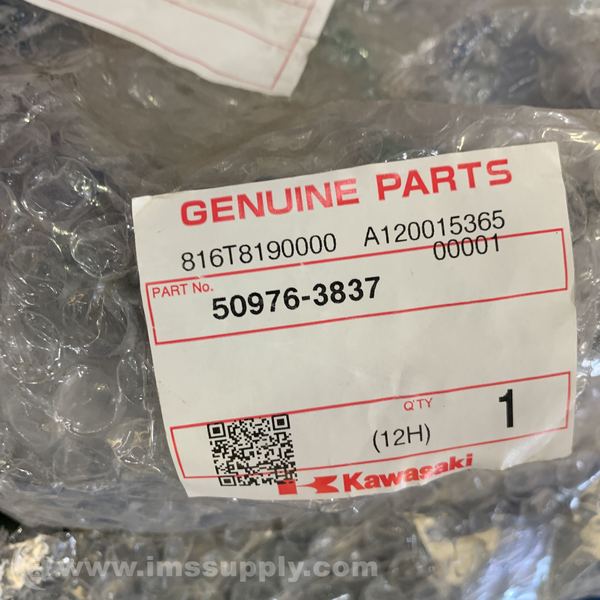 GENUINE PARTS
816T8190000 A120015365
00001
PART No.
50976-3837
Q'TY
(12H) 1
Kawasaki
www.imssupply.com